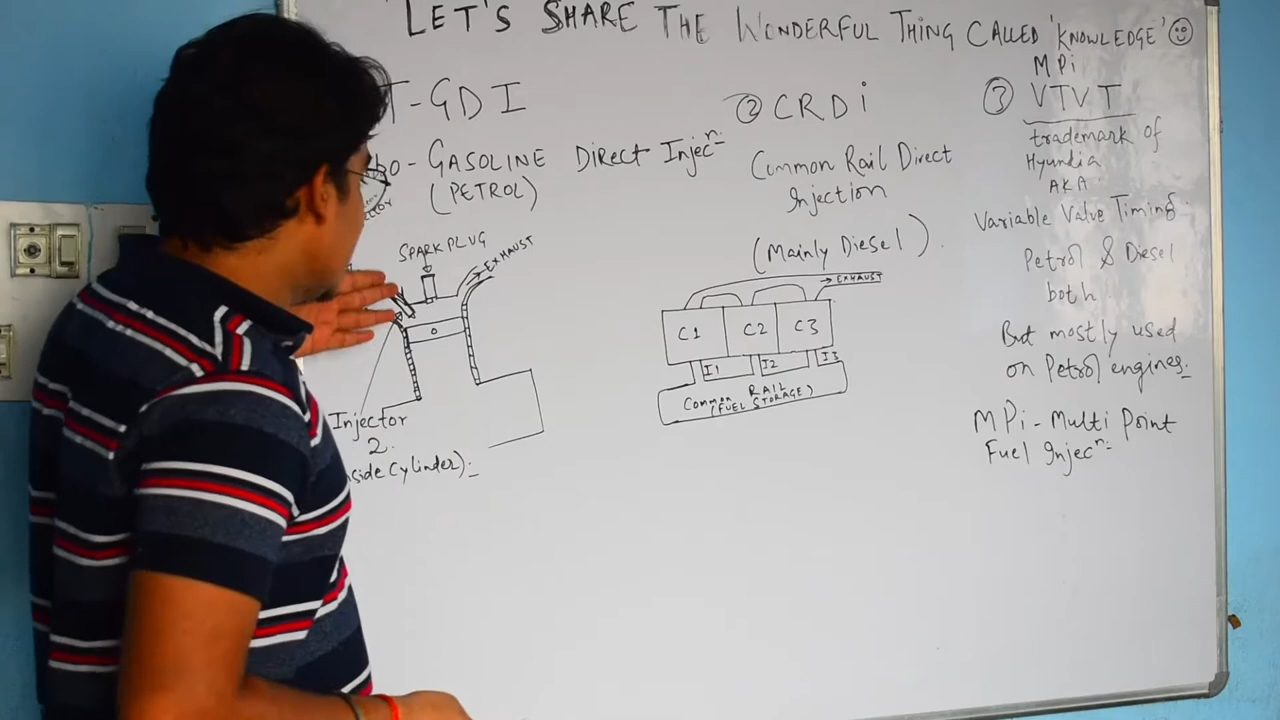 LET'S SHARE THE WONDERFUL THING CALLED 'KNOWLEDGE'
T-GDI
GASOLINE Direct Injecⁿ:
(PETROL)
SPARKPLUG
EXHAUST
Injector
2.
side Cylinder):
② CRDi
Common Rail Direct
Injection
(Mainly Diesel).
EXHAUST
C1 C2 C3
I1 I2 I3
Common RAIL
(FUEL STORAGE)
MPi
③ VTVT
trademark of
Hyundia
AKA
Variable Valve Timing
Petrol & Diesel
both
But mostly used
on Petrol engines.
MPi - Multi Point
Fuel Injecⁿ: